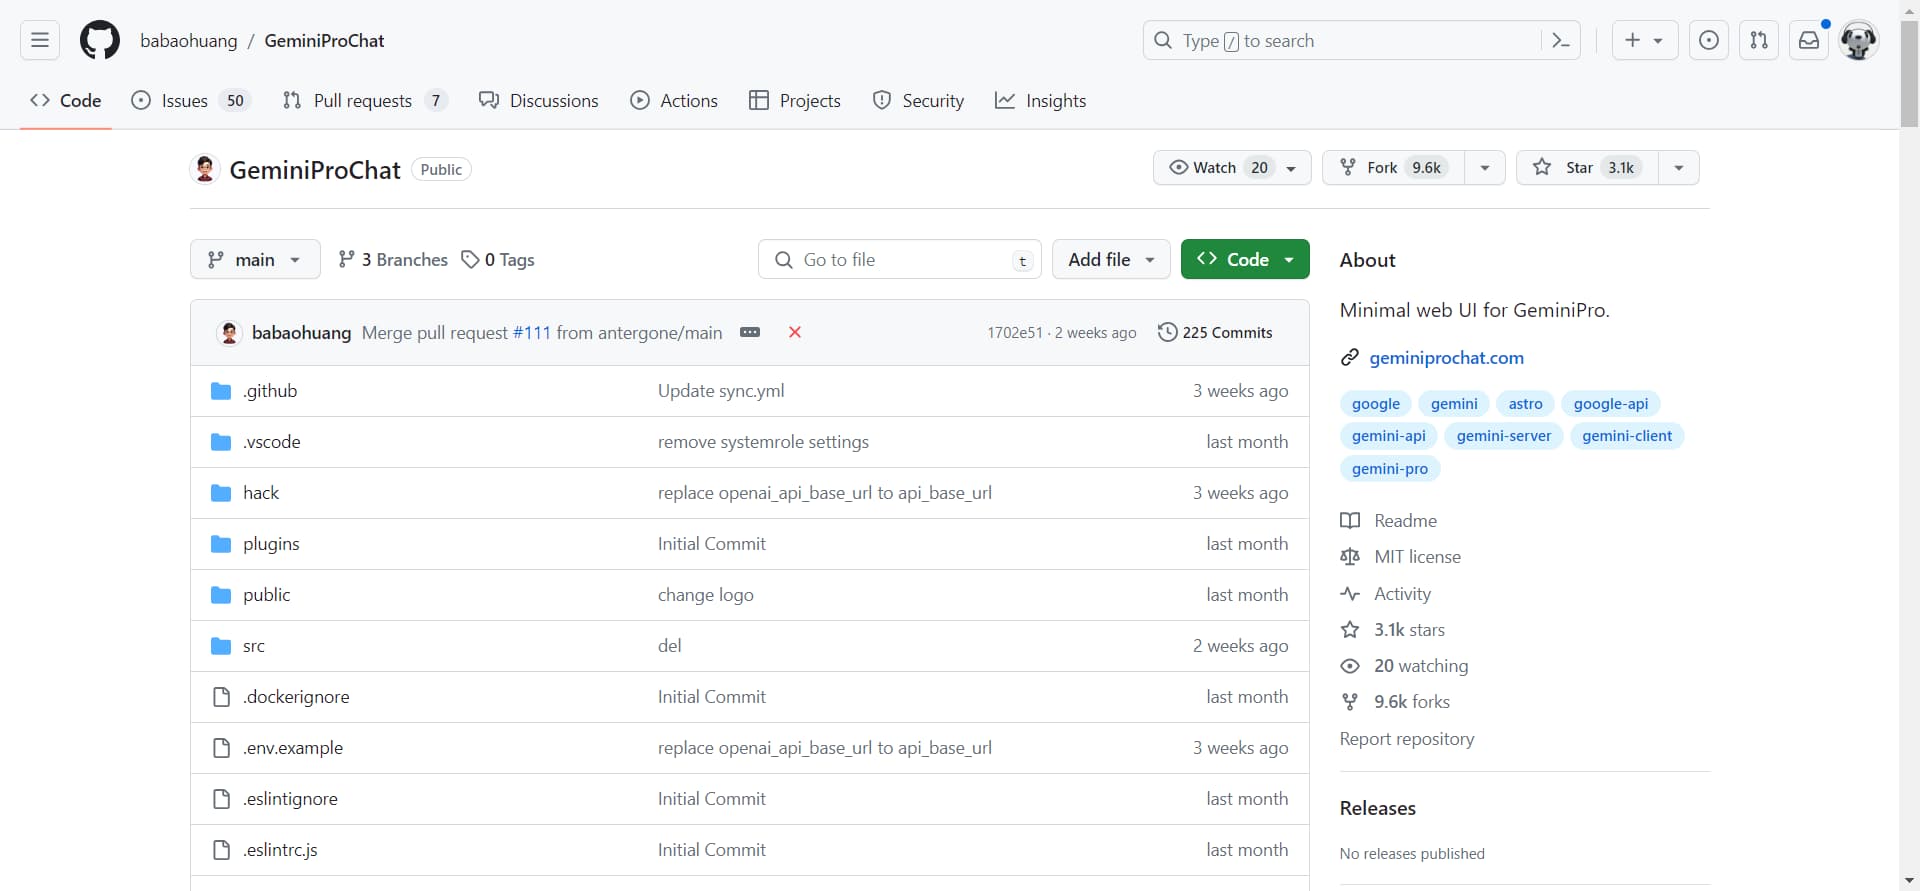 babaohuang / GeminiProChat
Type / to search
Code
Issues 50
Pull requests 7
Discussions
Actions
Projects
Security
Insights
GeminiProChat Public
Watch 20
Fork 9.6k
Star 3.1k
main
3 Branches
0 Tags
Go to file t
Add file
Code
babaohuang Merge pull request #111 from antergone/main 1702e51 · 2 weeks ago 225 Commits
.github Update sync.yml 3 weeks ago
.vscode remove systemrole settings last month
hack replace openai_api_base_url to api_base_url 3 weeks ago
plugins Initial Commit last month
public change logo last month
src del 2 weeks ago
.dockerignore Initial Commit last month
.env.example replace openai_api_base_url to api_base_url 3 weeks ago
.eslintignore Initial Commit last month
.eslintrc.js Initial Commit last month
About
Minimal web UI for GeminiPro.
geminiprochat.com
google gemini astro google-api
gemini-api gemini-server gemini-client
gemini-pro
Readme
MIT license
Activity
3.1k stars
20 watching
9.6k forks
Report repository
Releases
No releases published